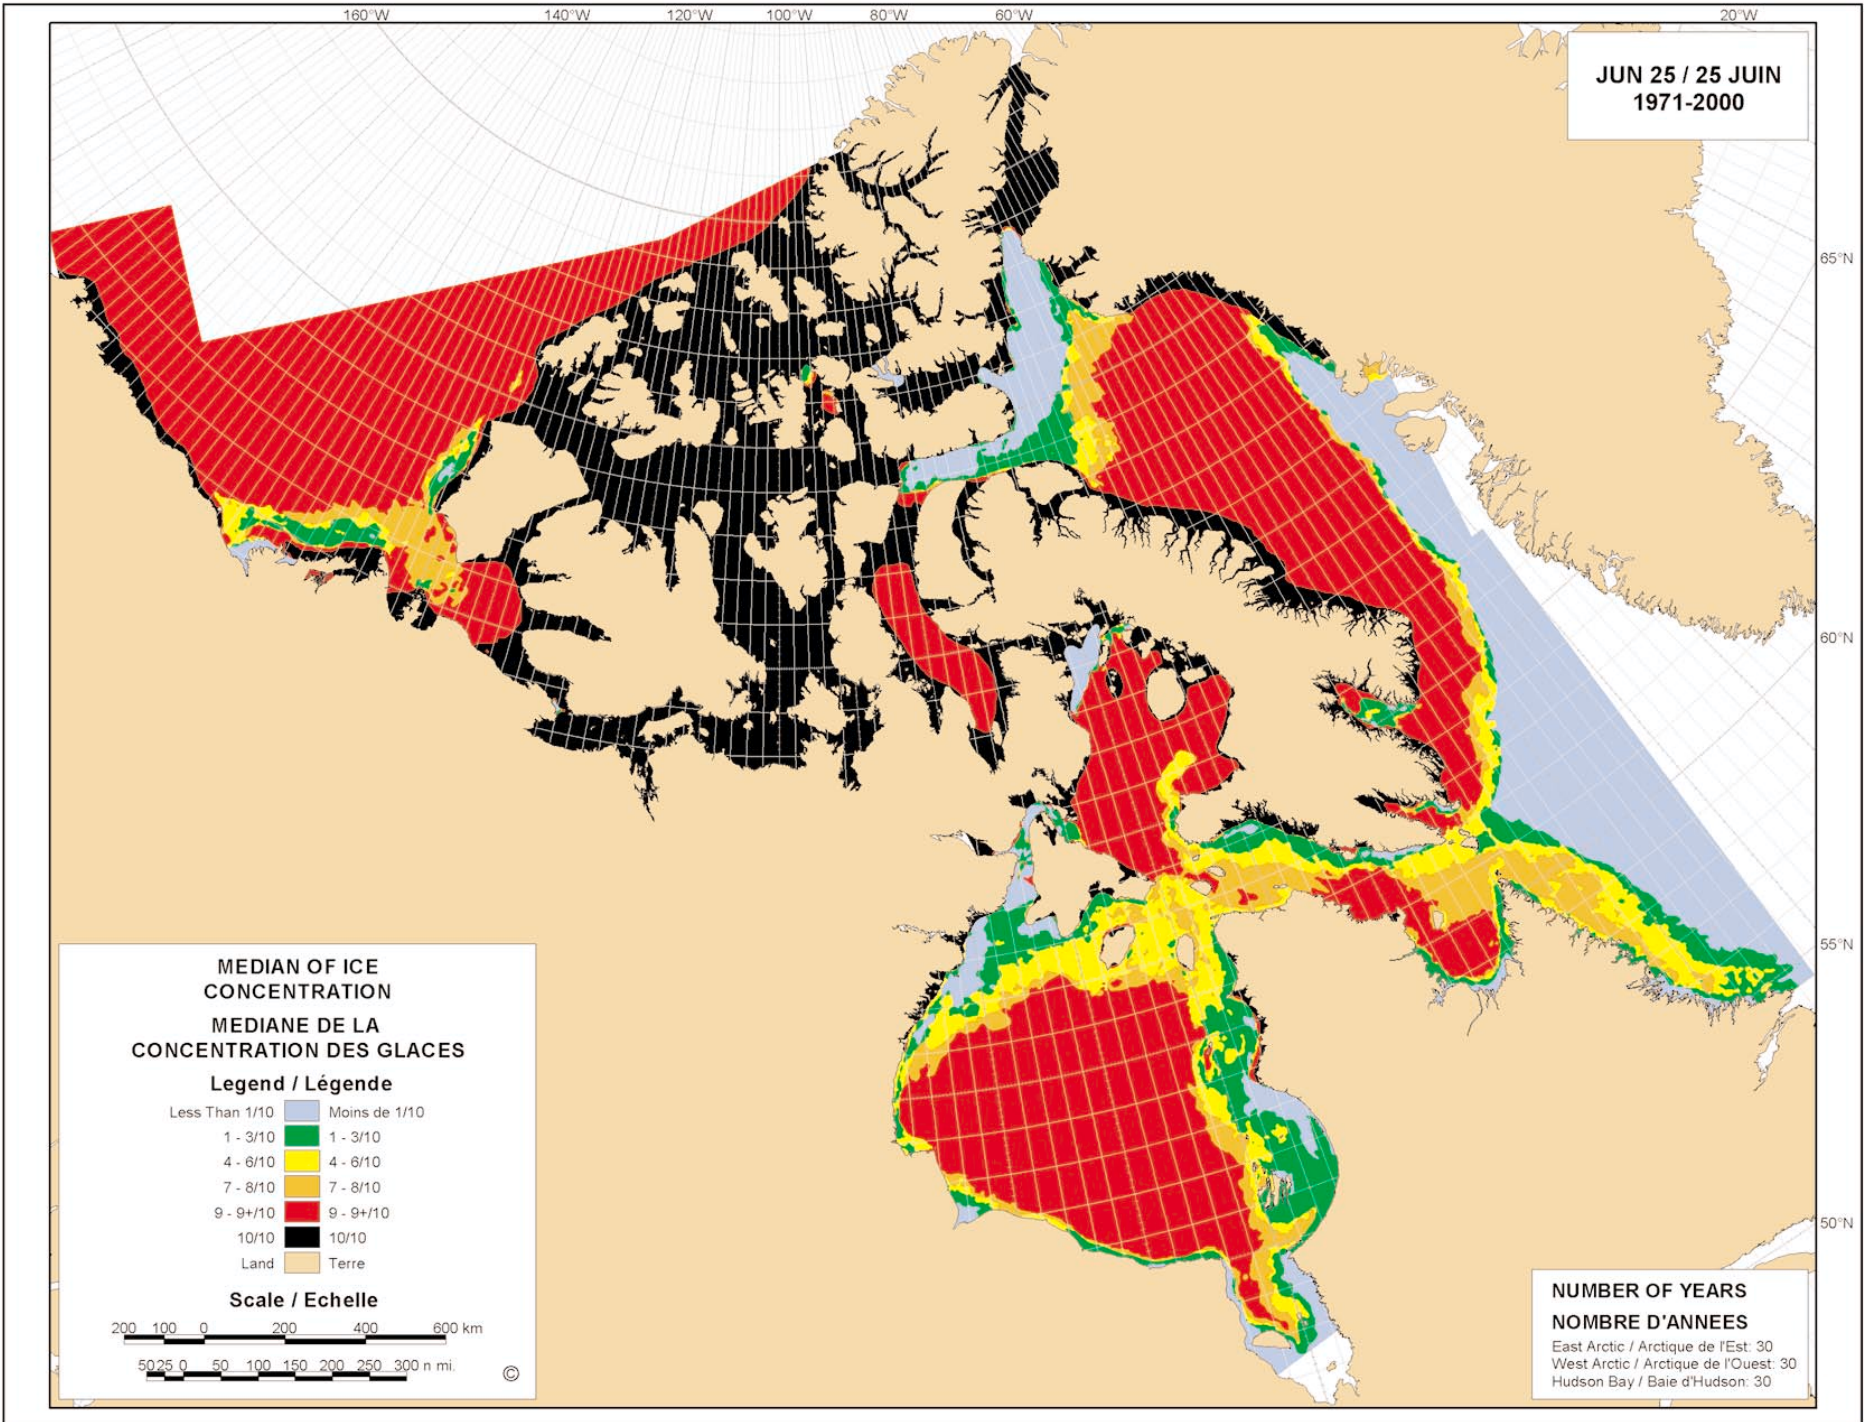 160°W 140°W 120°W 100°W 80°W 60°W 20°W
JUN 25 / 25 JUIN
1971-2000
65°N
60°N
55°N
50°N
MEDIAN OF ICE
CONCENTRATION
MEDIANE DE LA
CONCENTRATION DES GLACES
Legend / Légende
Less Than 1/10 Moins de 1/10
1 - 3/10 1 - 3/10
4 - 6/10 4 - 6/10
7 - 8/10 7 - 8/10
9 - 9+/10 9 - 9+/10
10/10 10/10
Land Terre
Scale / Echelle
200 100 0 200 400 600 km
50 25 0 50 100 150 200 250 300 n mi.
©
NUMBER OF YEARS
NOMBRE D'ANNEES
East Arctic / Arctique de l'Est: 30
West Arctic / Arctique de l'Ouest: 30
Hudson Bay / Baie d'Hudson: 30